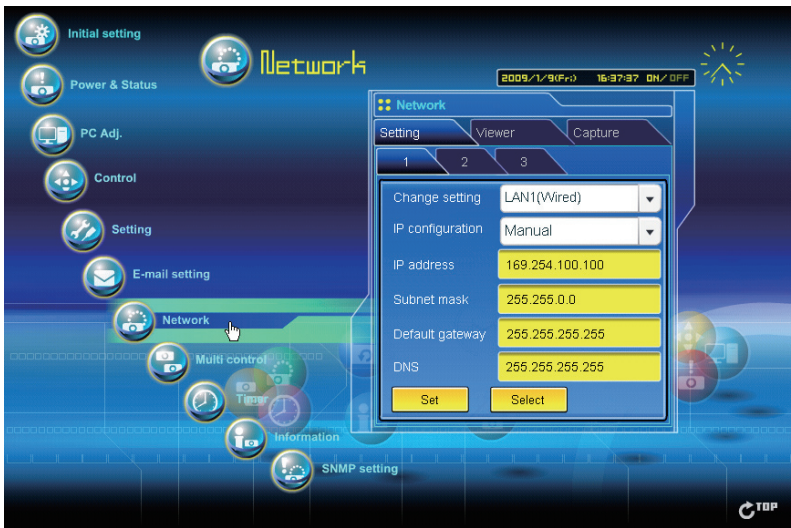 Initial setting
Power & Status
PC Adj.
Control
Setting
E-mail setting
Network
Multi control
Timer
Information
SNMP setting
Network
2009/1/9(Fri) 16:37:37 ON/OFF
Network
Setting Viewer Capture
1 2 3
Change setting LAN1(Wired)
IP configuration Manual
IP address 169.254.100.100
Subnet mask 255.255.0.0
Default gateway 255.255.255.255
DNS 255.255.255.255
Set Select
TOP